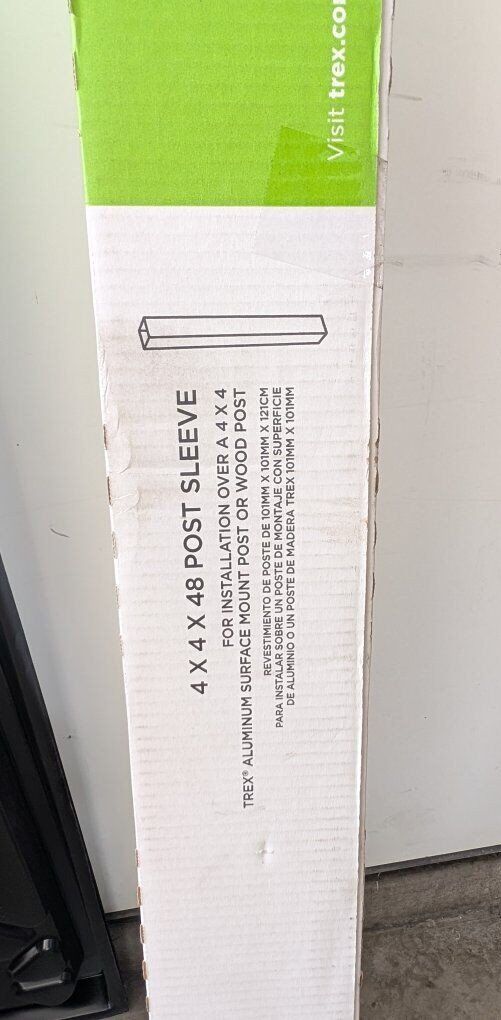 Visit trex.co
4 X 4 X 48 POST SLEEVE
FOR INSTALLATION OVER A 4 X 4
TREX® ALUMINUM SURFACE MOUNT POST OR WOOD POST
REVESTIMIENTO DE POSTE DE 101MM X 101MM X 121CM
PARA INSTALAR SOBRE UN POSTE DE MONTAJE CON SUPERFICIE
DE ALUMINIO O UN POSTE DE MADERA TREX 101MM X 101MM